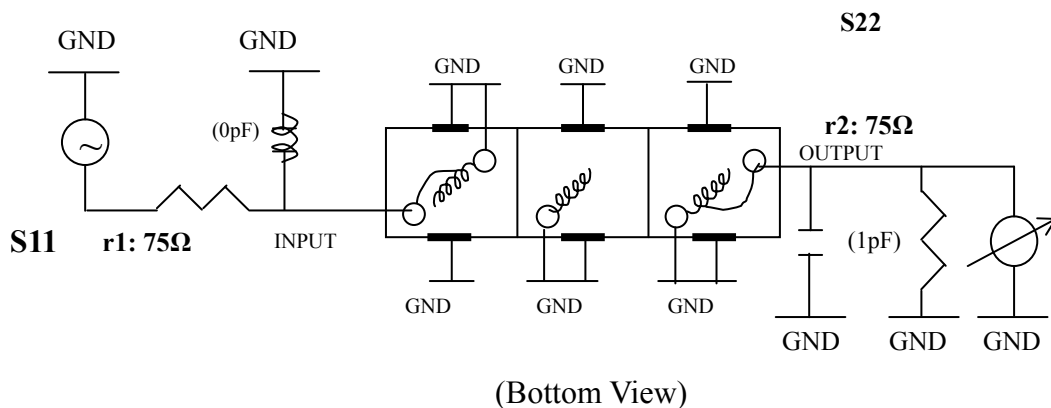 S22
GND
GND
GND
GND
GND
(0pF)
r2: 75Ω
OUTPUT
S11
r1: 75Ω
INPUT
(1pF)
GND
GND
GND
GND
GND
GND
(Bottom View)